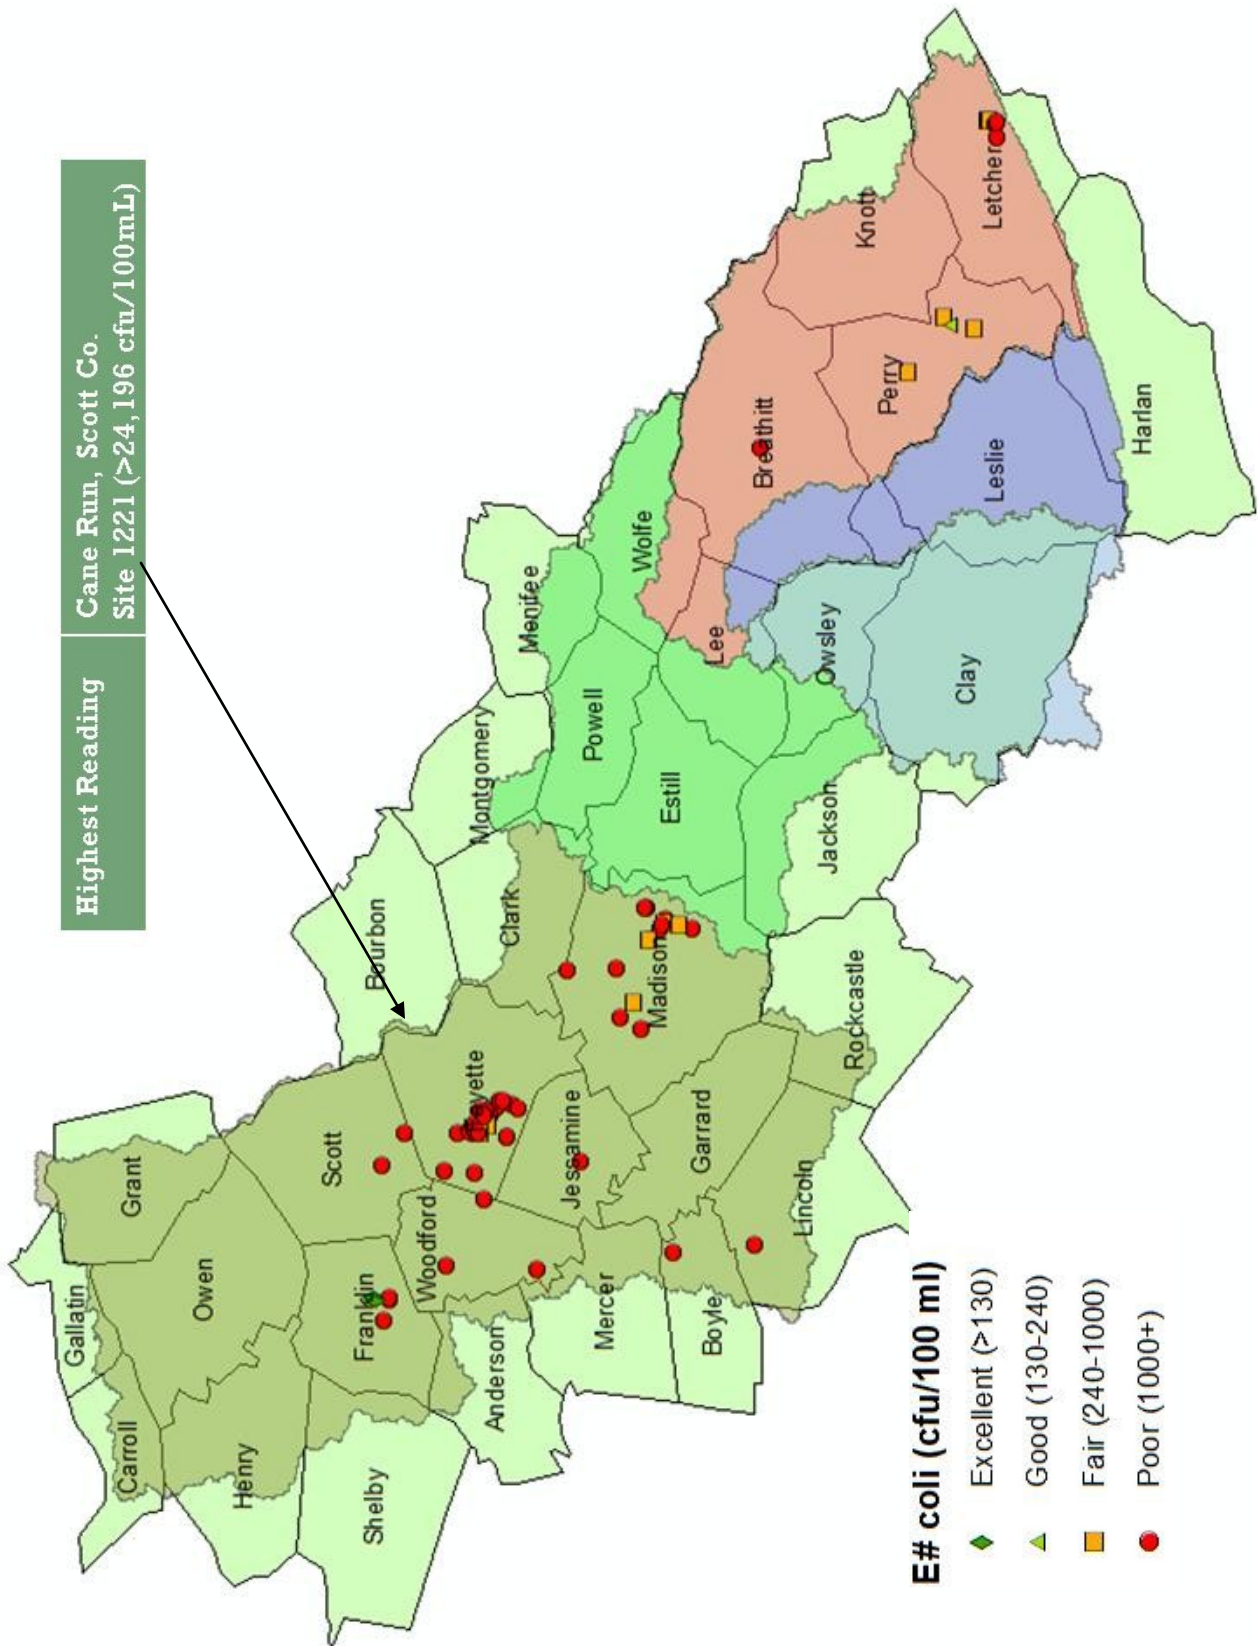 Highest Reading
Cane Run, Scott Co.
Site 1221 (>24,196 cfu/100mL)
Gallatin
Carroll
Grant
Owen
Henry
Scott
Bourbon
Shelby
Franklin
Woodford
Montgomery
Menifee
Anderson
Clark
Wolfe
Powell
Jessamine
Mercer
Madison
Estill
Lee
Breathitt
Knott
Boyle
Garrard
Lincoln
Rockcastle
Jackson
Owsley
Perry
Clay
Leslie
Letcher
Harlan
E# coli (cfu/100 ml)
Excellent (>130)
Good (130-240)
Fair (240-1000)
Poor (1000+)